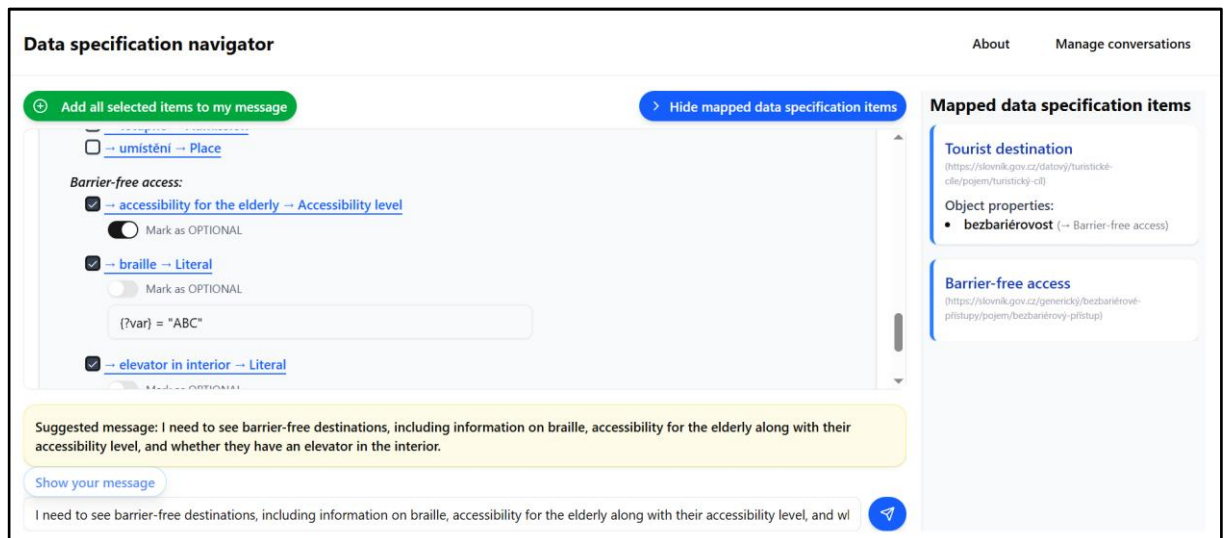 Data specification navigator
About
Manage conversations
Add all selected items to my message
Hide mapped data specification items
→ umístění → Place
Barrier-free access:
→ accessibility for the elderly → Accessibility level
Mark as OPTIONAL
→ braille → Literal
Mark as OPTIONAL
{?var} = "ABC"
→ elevator in interior → Literal
Mark as OPTIONAL
Suggested message: I need to see barrier-free destinations, including information on braille, accessibility for the elderly along with their
accessibility level, and whether they have an elevator in the interior.
Show your message
I need to see barrier-free destinations, including information on braille, accessibility for the elderly along with their accessibility level, and wl
Mapped data specification items
Tourist destination
(https://slovník.gov.cz/datový/turistické-
cíle/pojem/turistický-cíl)
Object properties:
• bezbariérovost (→ Barrier-free access)
Barrier-free access
(https://slovník.gov.cz/generický/bezbariérové-
přístupy/pojem/bezbariérový-přístup)